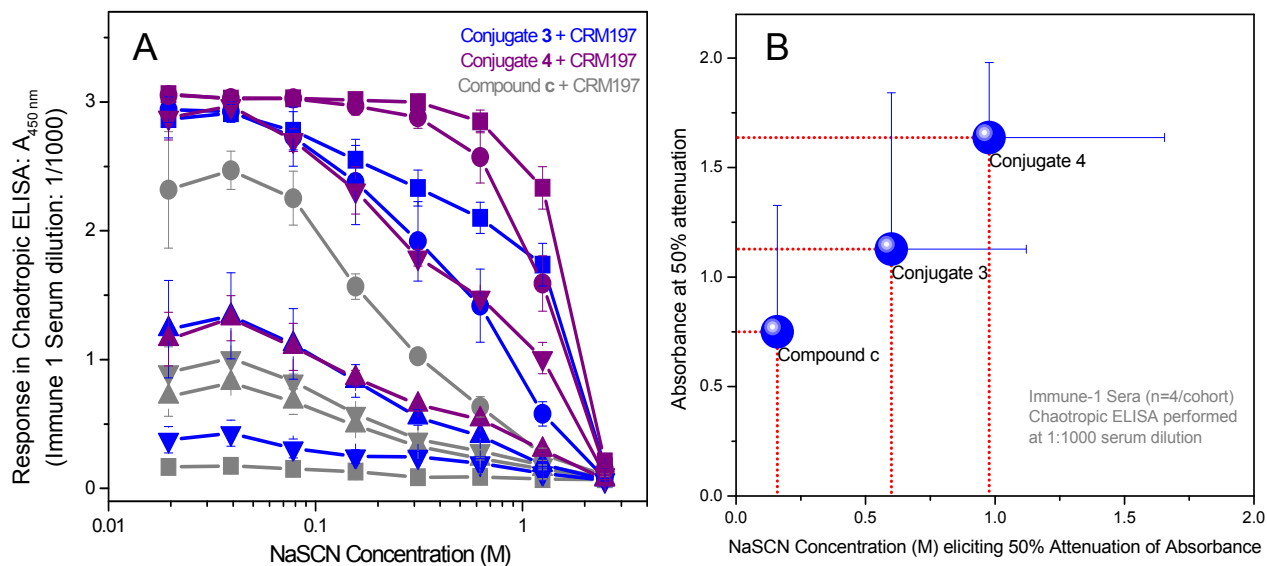 A
Conjugate 3 + CRM197
Conjugate 4 + CRM197
Compound c + CRM197
Response in Chaotropic ELISA: A450 nm
(Immune 1 Serum dilution: 1/1000)
3
2
1
0
0.01
0.1
1
NaSCN Concentration (M)
B
Absorbance at 50% attenuation
2.0
1.5
1.0
0.5
0.0
Conjugate 4
Conjugate 3
Compound c
Immune-1 Sera (n=4/cohort)
Chaotropic ELISA performed
at 1:1000 serum dilution
0.0
0.5
1.0
1.5
2.0
NaSCN Concentration (M) eliciting 50% Attenuation of Absorbance